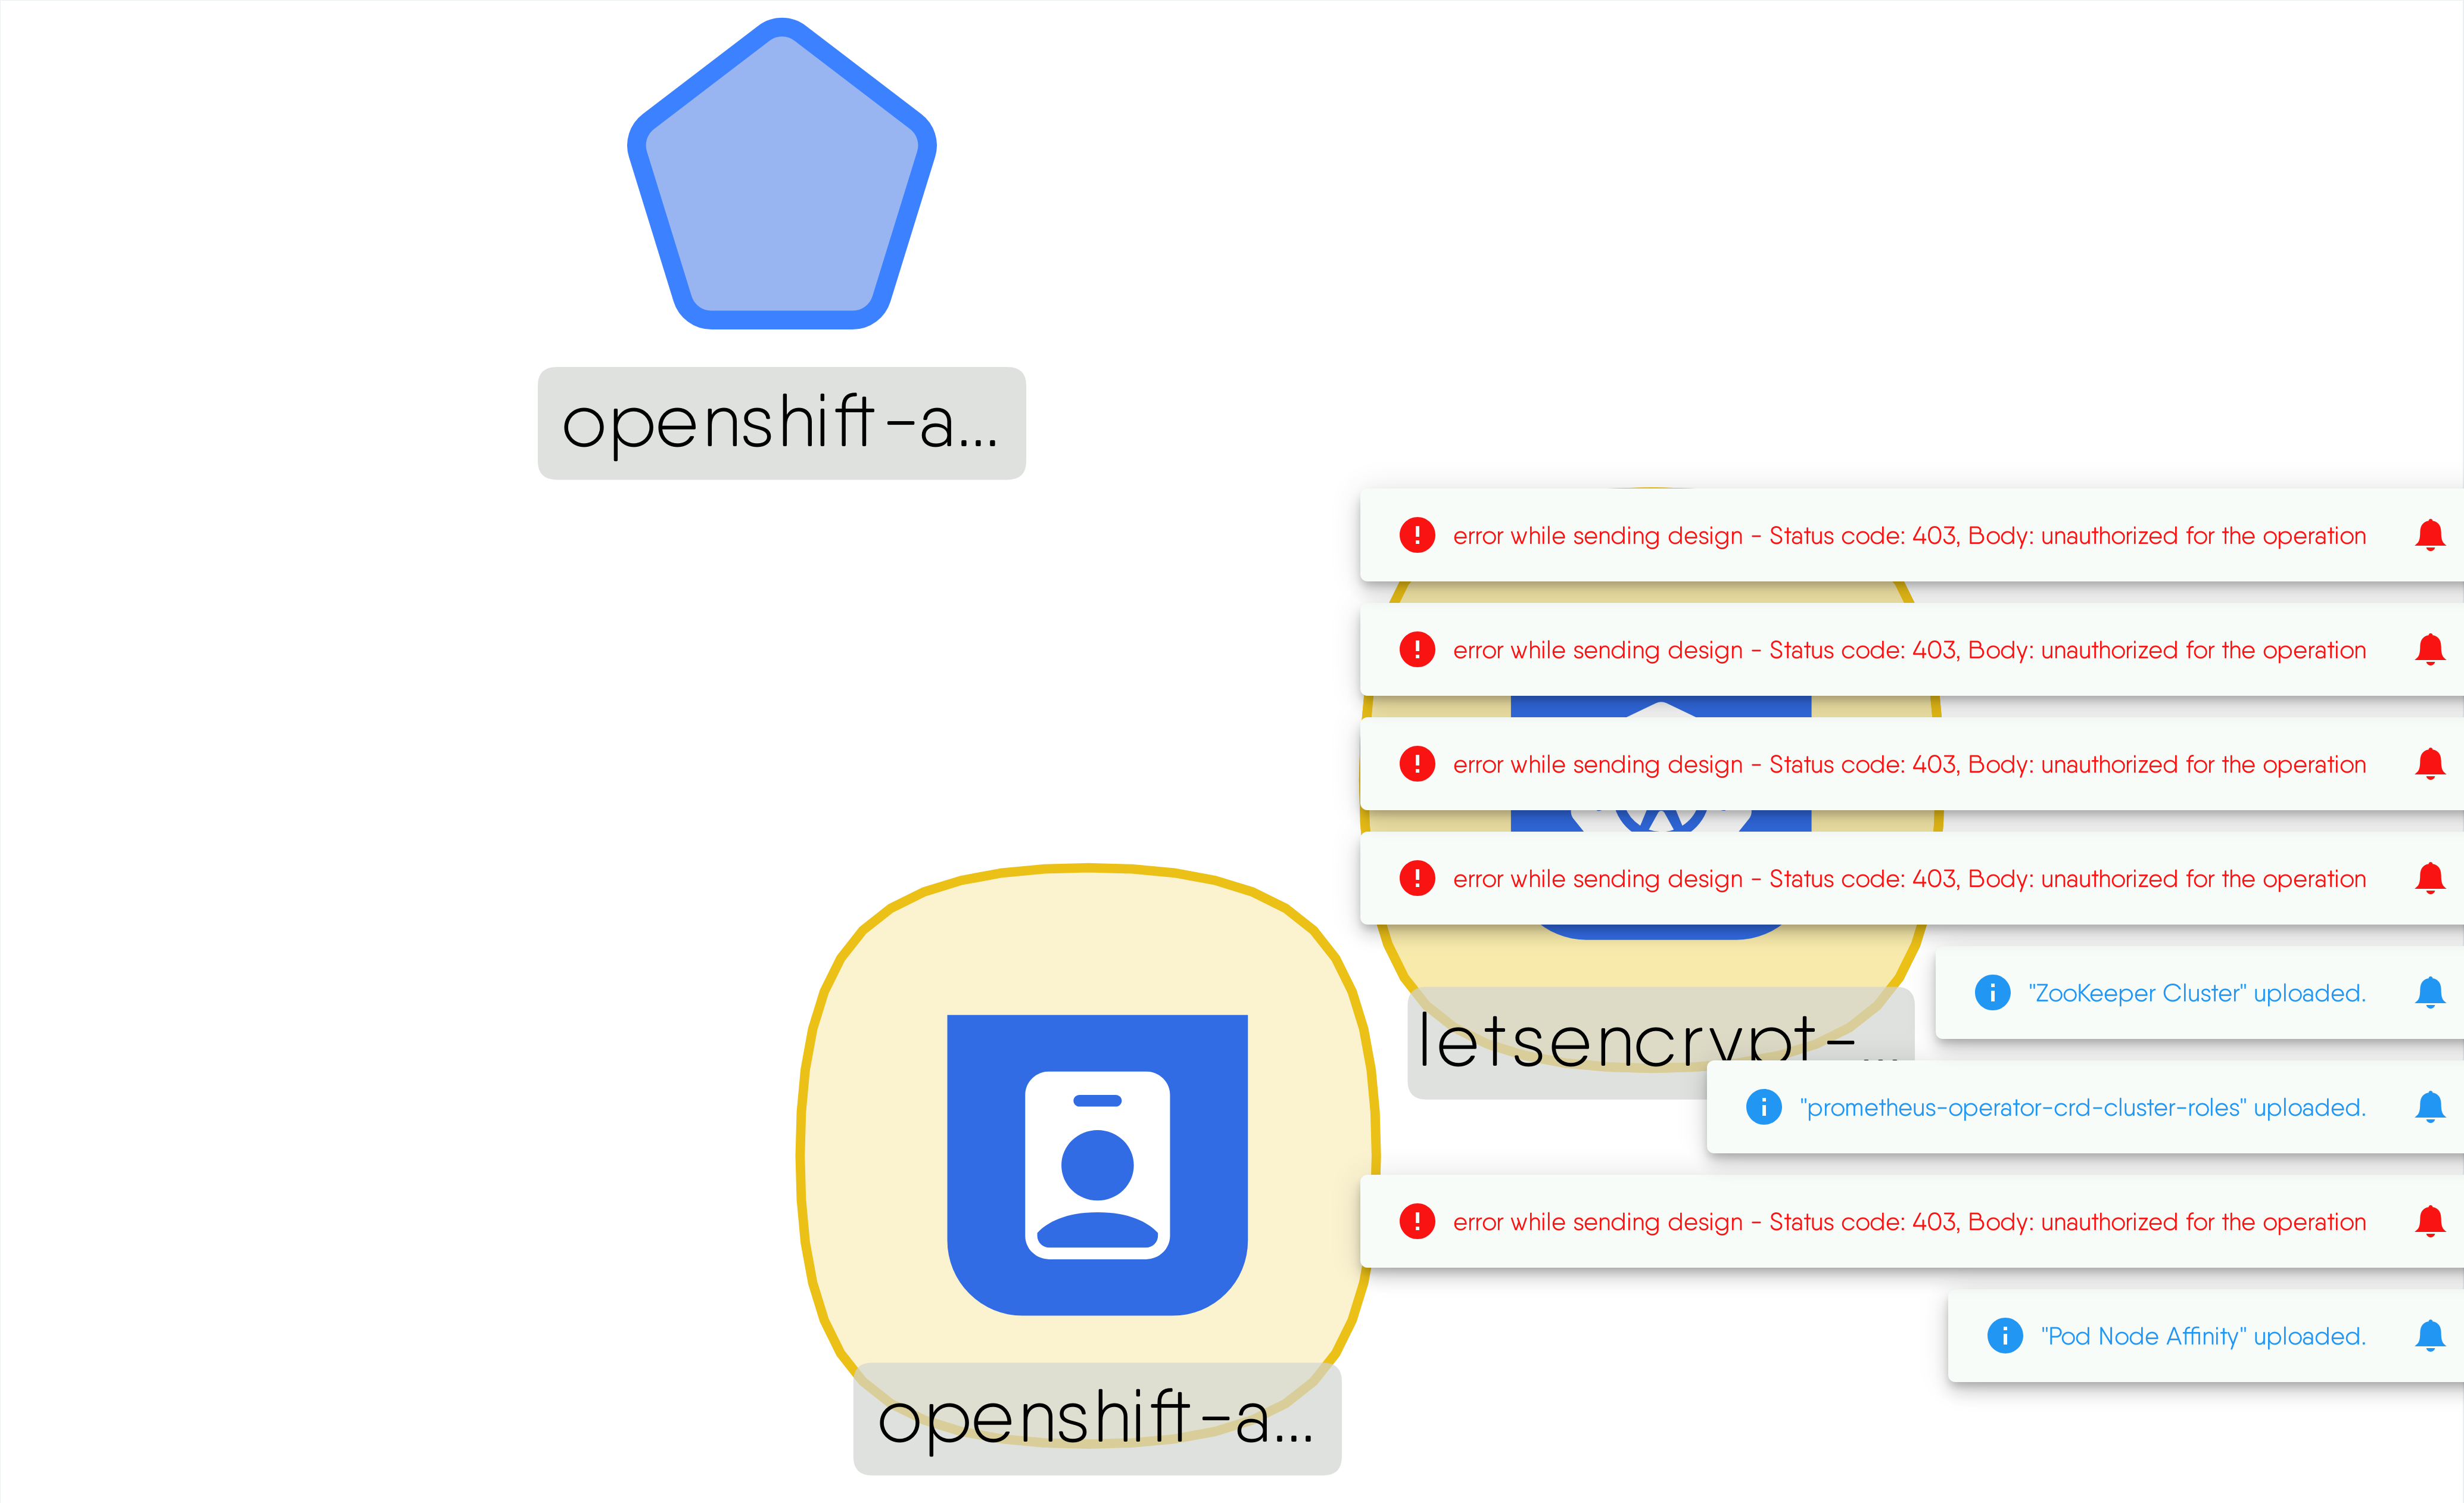 openshift-a...
error while sending design - Status code: 403, Body: unauthorized for the operation
error while sending design - Status code: 403, Body: unauthorized for the operation
error while sending design - Status code: 403, Body: unauthorized for the operation
error while sending design - Status code: 403, Body: unauthorized for the operation
"ZooKeeper Cluster" uploaded.
letsencrypt-...
"prometheus-operator-crd-cluster-roles" uploaded.
error while sending design - Status code: 403, Body: unauthorized for the operation
"Pod Node Affinity" uploaded.
openshift-a...